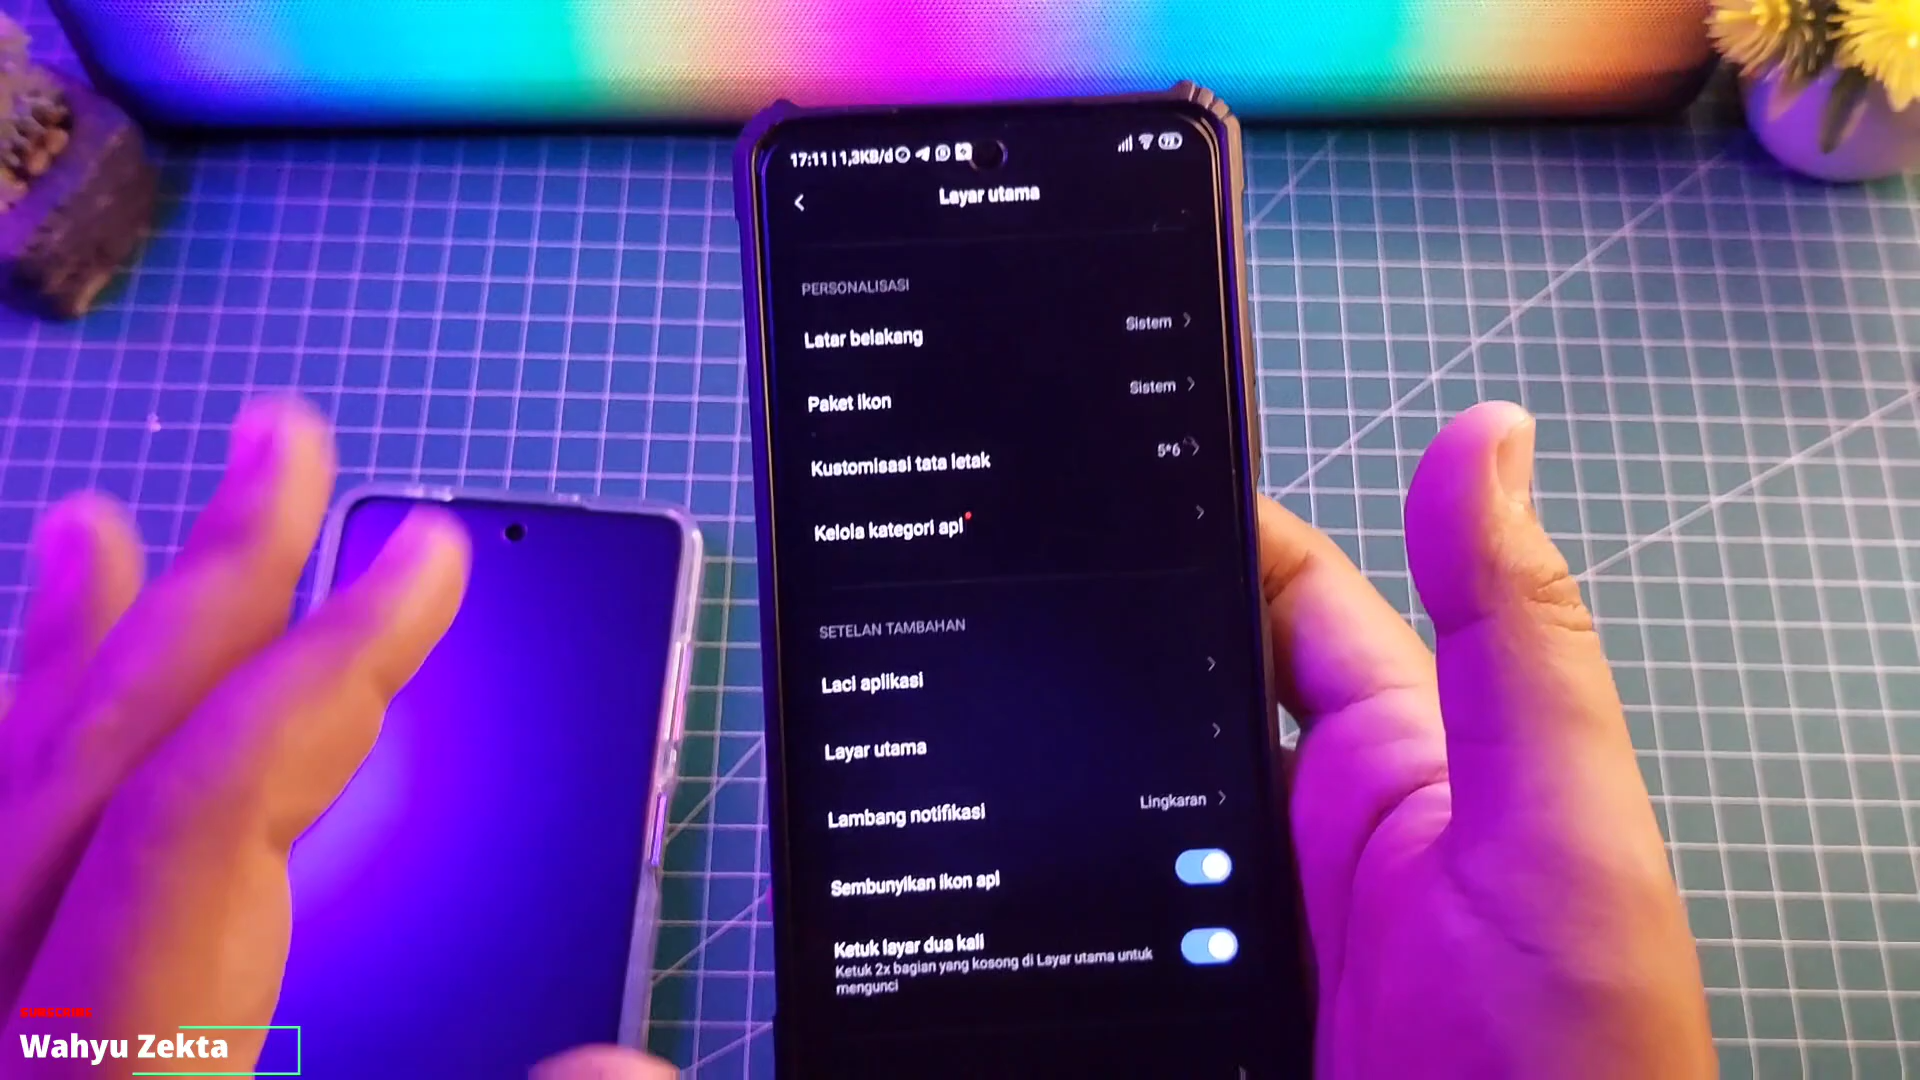 17:11 | 1,3KB/d
Layar utama
PERSONALISASI
Latar belakang
Sistem
Paket ikon
Sistem
Kustomisasi tata letak
5*6
Kelola kategori apl
SETELAN TAMBAHAN
Laci aplikasi
Layar utama
Lambang notifikasi
Lingkaran
Sembunyikan ikon apl
Ketuk layar dua kali
Ketuk 2x bagian yang kosong di Layar utama untuk
mengunci
Wahyu Zekta